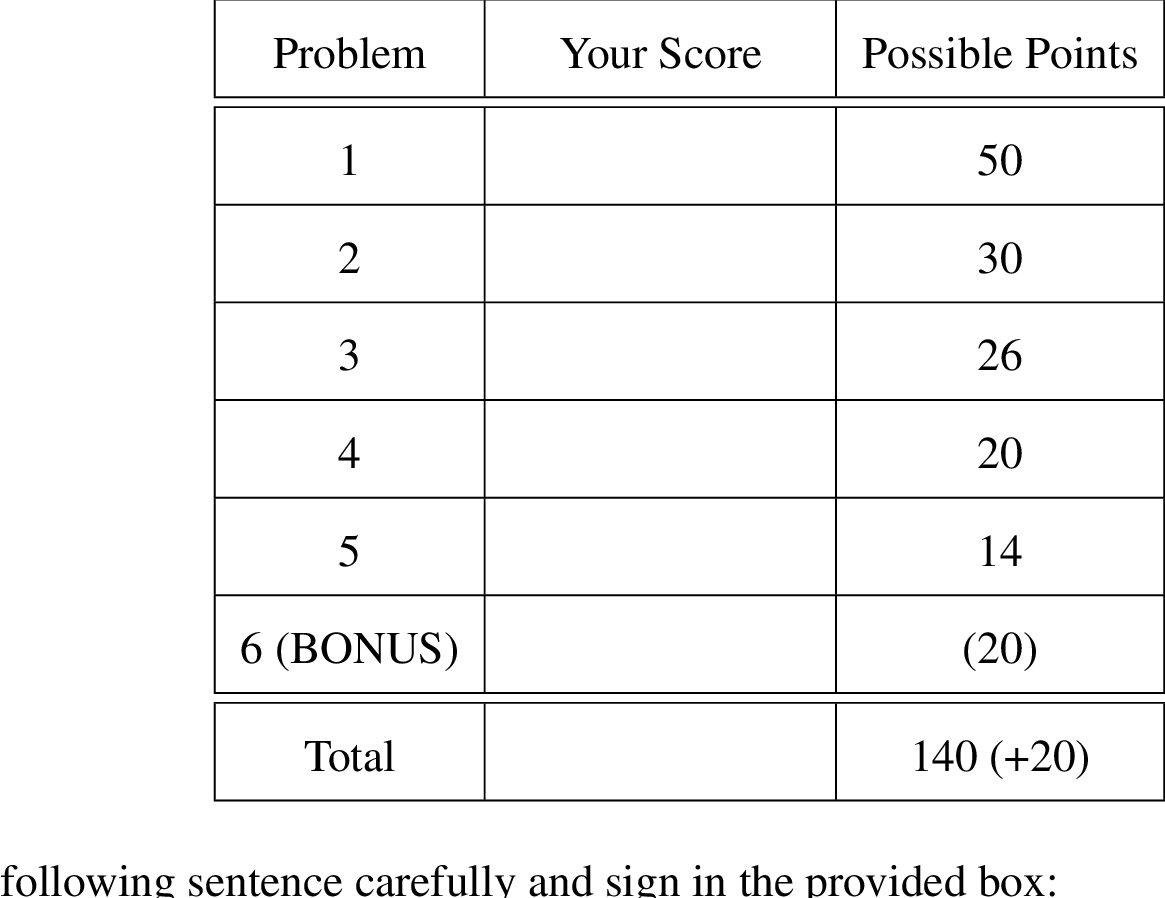 Problem Your Score Possible Points
1 50
2 30
3 26
4 20
5 14
6 (BONUS) (20)
Total 140 (+20)
following sentence carefully and sign in the provided box: